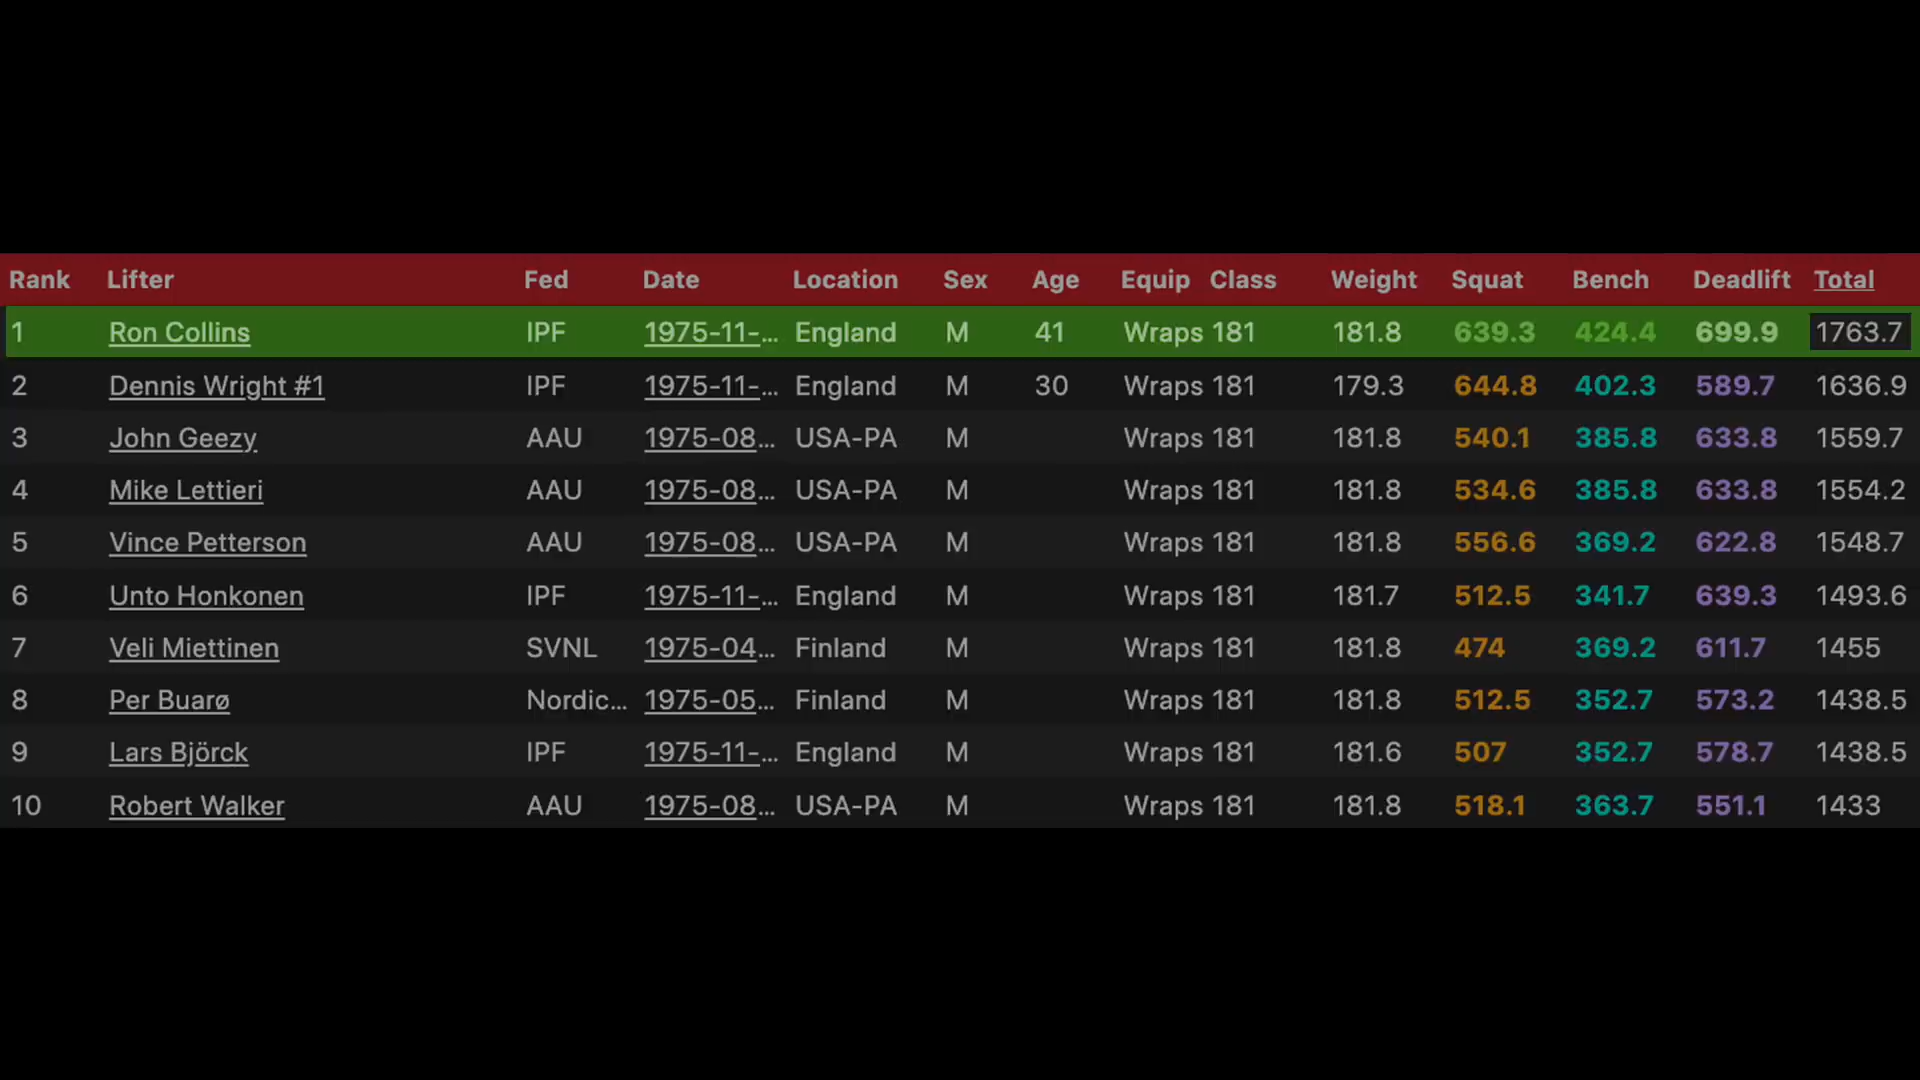 Rank Lifter Fed Date Location Sex Age Equip Class Weight Squat Bench Deadlift Total
1 Ron Collins IPF 1975-11-... England M 41 Wraps 181 181.8 639.3 424.4 699.9 1763.7
2 Dennis Wright #1 IPF 1975-11-... England M 30 Wraps 181 179.3 644.8 402.3 589.7 1636.9
3 John Geezy AAU 1975-08... USA-PA M Wraps 181 181.8 540.1 385.8 633.8 1559.7
4 Mike Lettieri AAU 1975-08... USA-PA M Wraps 181 181.8 534.6 385.8 633.8 1554.2
5 Vince Petterson AAU 1975-08... USA-PA M Wraps 181 181.8 556.6 369.2 622.8 1548.7
6 Unto Honkonen IPF 1975-11-... England M Wraps 181 181.7 512.5 341.7 639.3 1493.6
7 Veli Miettinen SVNL 1975-04... Finland M Wraps 181 181.8 474 369.2 611.7 1455
8 Per Buarø Nordic... 1975-05... Finland M Wraps 181 181.8 512.5 352.7 573.2 1438.5
9 Lars Björck IPF 1975-11-... England M Wraps 181 181.6 507 352.7 578.7 1438.5
10 Robert Walker AAU 1975-08... USA-PA M Wraps 181 181.8 518.1 363.7 551.1 1433